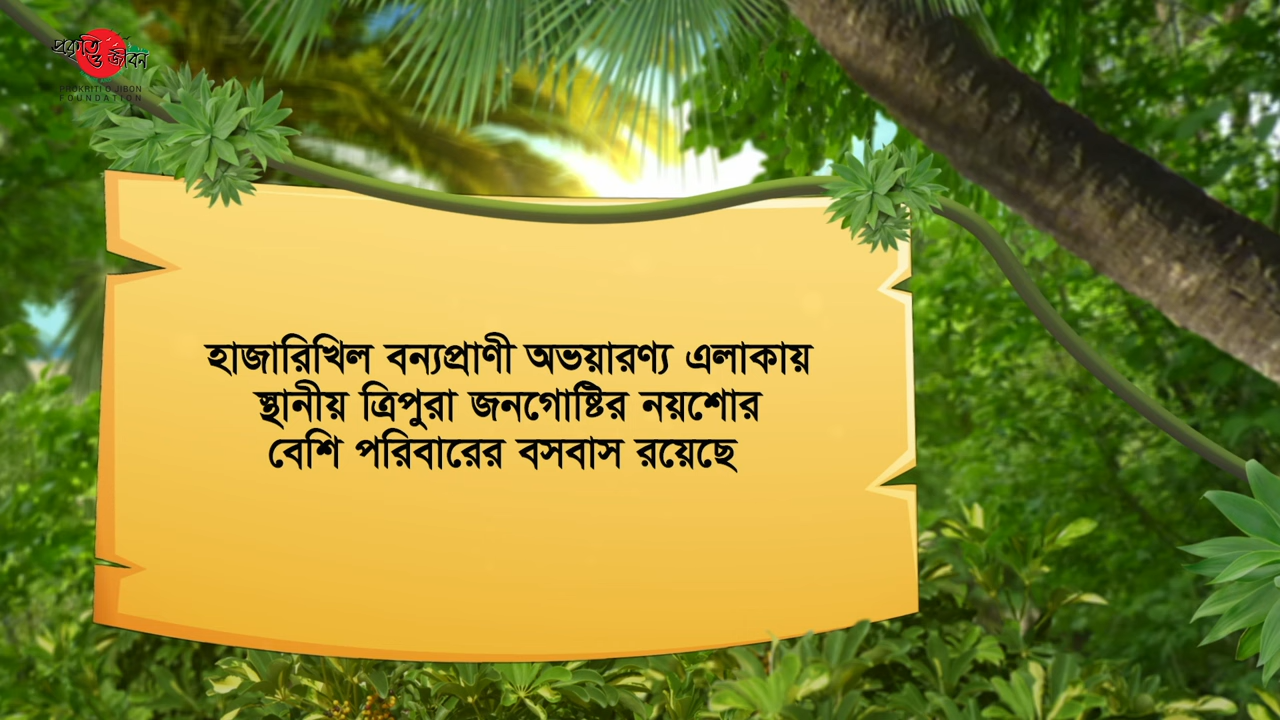 প্রকৃতি ও জীবন
PROKRITI O JIBON
FOUNDATION
হাজারিখিল বন্যপ্রাণী অভয়ারণ্য এলাকায়
স্থানীয় ত্রিপুরা জনগোষ্টির নয়শোর
বেশি পরিবারের বসবাস রয়েছে